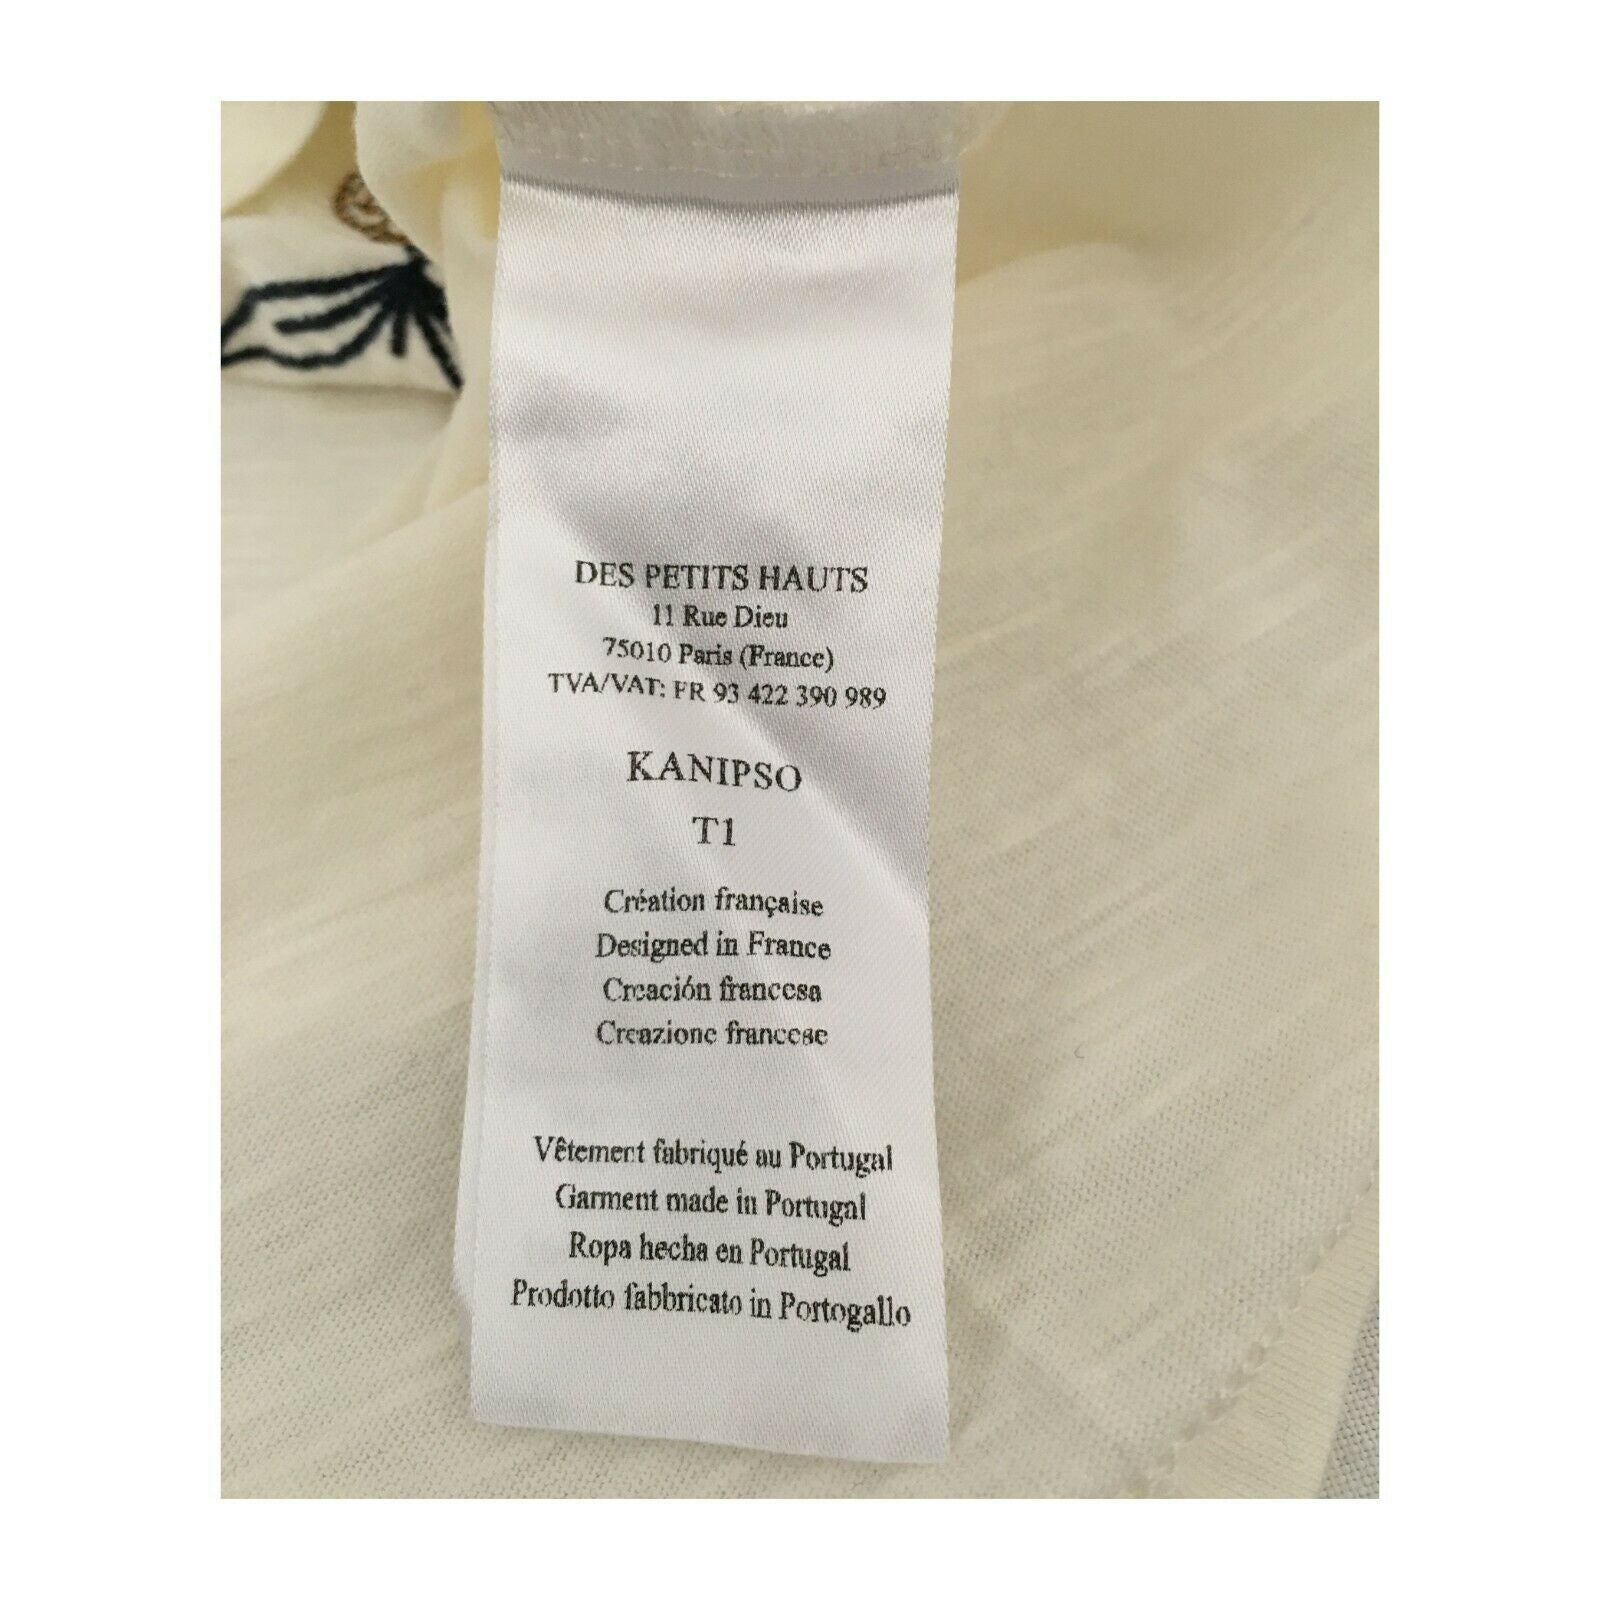 DES PETITS HAUTS
11 Rue Dieu
75010 Paris (France)
TVA/VAT: FR 93 422 390 989
KANIPSO
T1
Création française
Designed in France
Creación francesa
Creazione francese
Vêtement fabriqué au Portugal
Garment made in Portugal
Ropa hecha en Portugal
Prodotto fabbricato in Portogallo